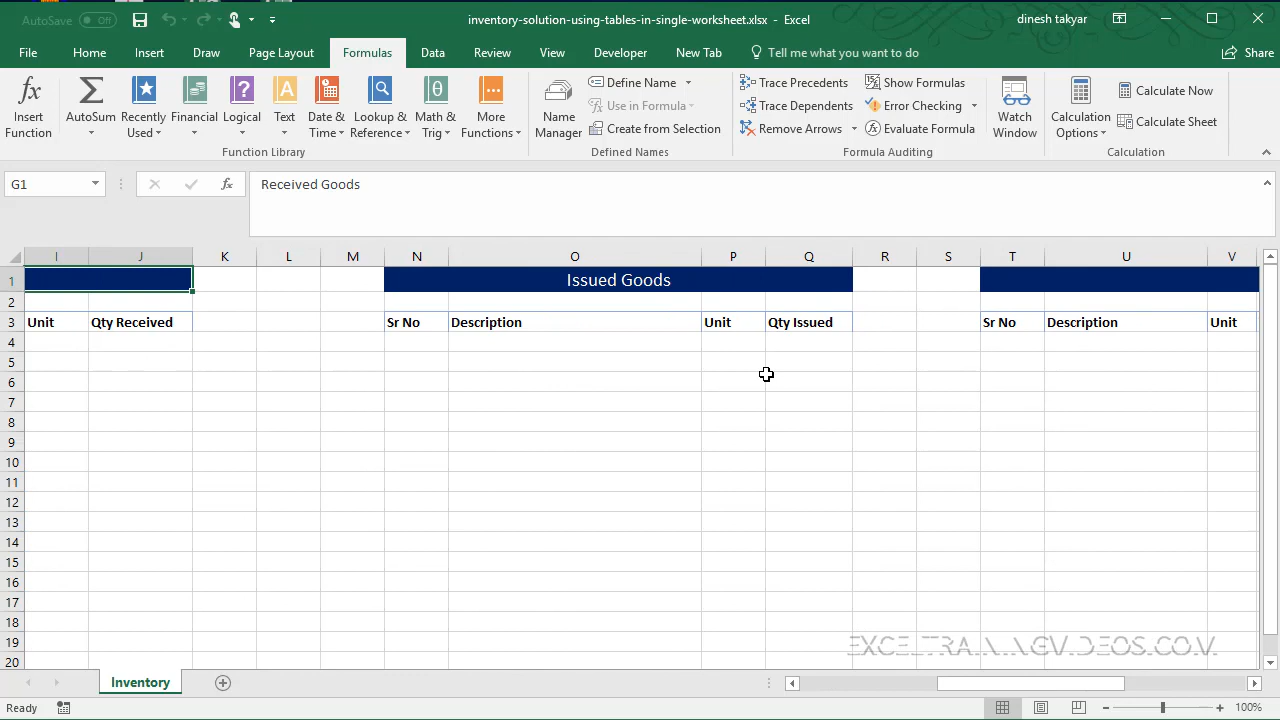 AutoSave Off inventory-solution-using-tables-in-single-worksheet.xlsx - Excel dinesh takyar
File Home Insert Draw Page Layout Formulas Data Review View Developer New Tab Tell me what you want to do Share
fx Σ ? A θ Define Name Trace Precedents Show Formulas Calculate Now
Insert AutoSum Recently Financial Logical Text Date & Lookup & Math & More Name Use in Formula Trace Dependents Error Checking Watch Calculation Calculate Sheet
Function Used Time Reference Trig Functions Manager Create from Selection Remove Arrows Evaluate Formula Window Options
Function Library Defined Names Formula Auditing Calculation
G1 fx Received Goods
I J K L M N O P Q R S T U V
1 Issued Goods
2
3 Unit Qty Received Sr No Description Unit Qty Issued Sr No Description Unit
4
5
6
7
8
9
10
11
12
13
14
15
16
17
18
19 EXCELTRAININGVIDEOS.COM
20
Inventory
Ready 100%